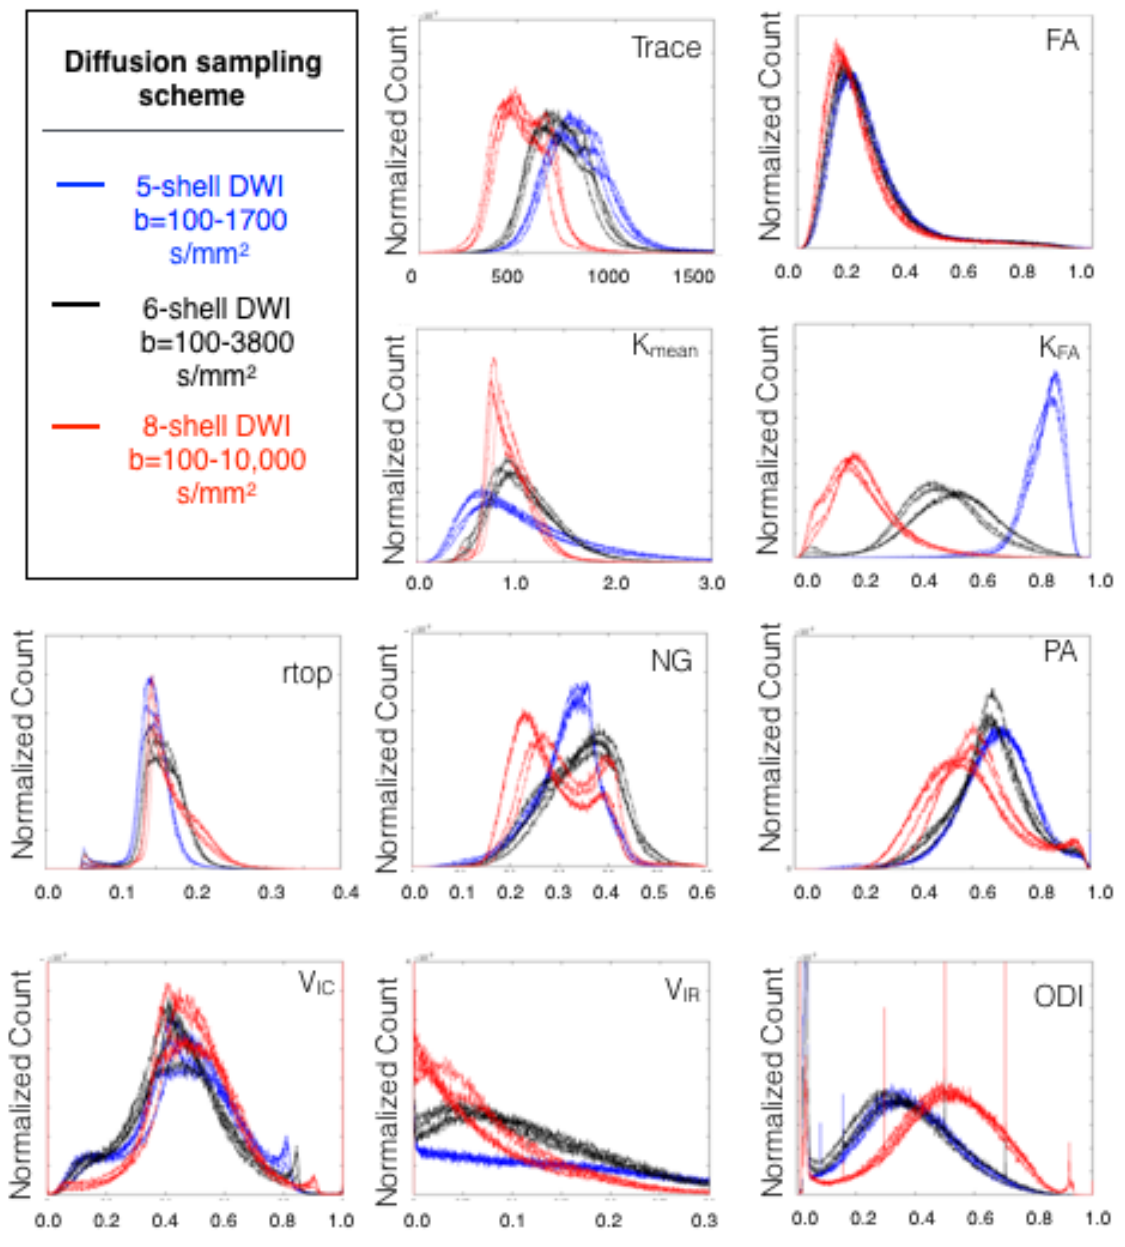 Diffusion sampling
scheme
5-shell DWI
b=100-1700
s/mm²
6-shell DWI
b=100-3800
s/mm²
8-shell DWI
b=100-10,000
s/mm²
Normalized Count
Trace
0 500 1000 1500
Normalized Count
FA
0.0 0.2 0.4 0.6 0.8 1.0
Normalized Count
Kmean
0.0 1.0 2.0 3.0
Normalized Count
KFA
0.0 0.2 0.4 0.6 0.8 1.0
Normalized Count
rtop
0.0 0.1 0.2 0.3 0.4
Normalized Count
NG
0.0 0.1 0.2 0.3 0.4 0.5 0.6
Normalized Count
PA
0.0 0.2 0.4 0.6 0.8 1.0
Normalized Count
VIC
0.0 0.2 0.4 0.6 0.8 1.0
Normalized Count
VIR
0.0 0.1 0.2 0.3
Normalized Count
ODI
0.0 0.2 0.4 0.6 0.8 1.0